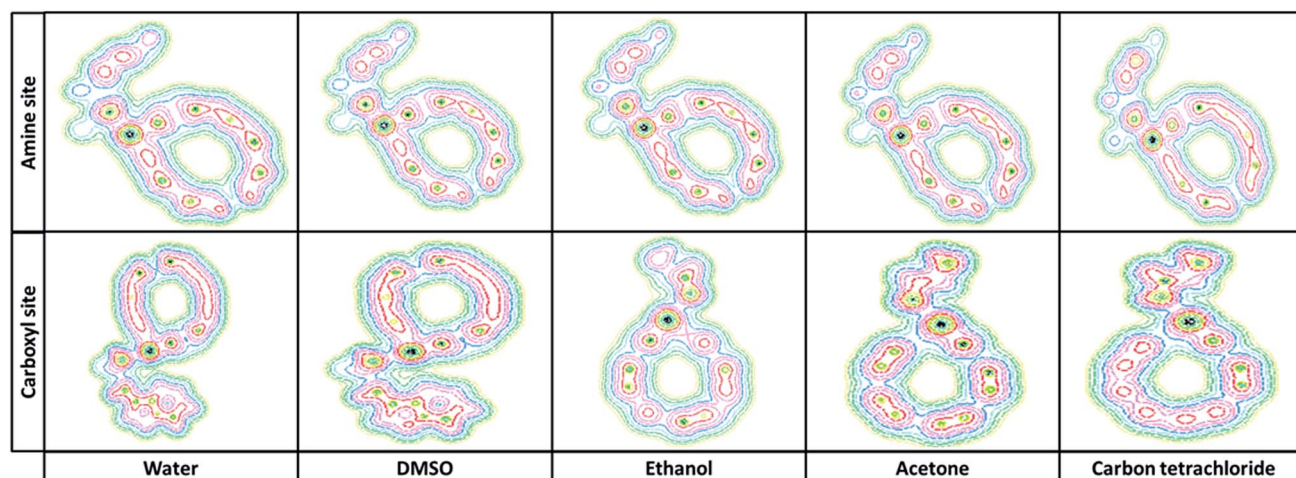 Amine site
Carboxyl site
Water
DMSO
Ethanol
Acetone
Carbon tetrachloride